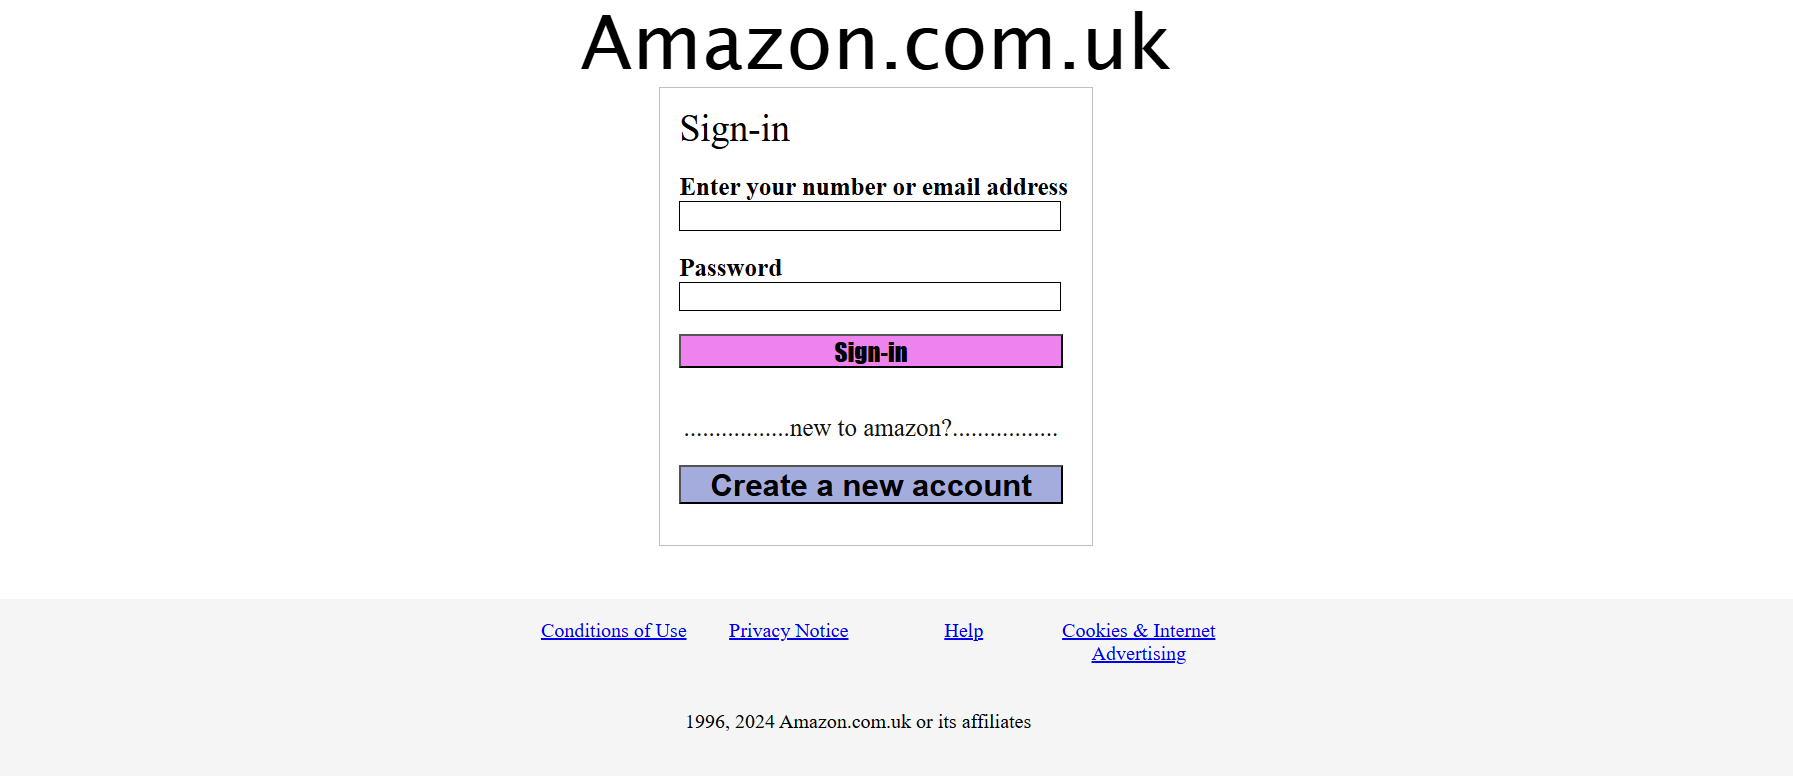 Amazon.com.uk
Sign-in
Enter your number or email address
Password
Sign-in
.................new to amazon?.................
Create a new account
Conditions of Use Privacy Notice Help Cookies & Internet
Advertising
1996, 2024 Amazon.com.uk or its affiliates